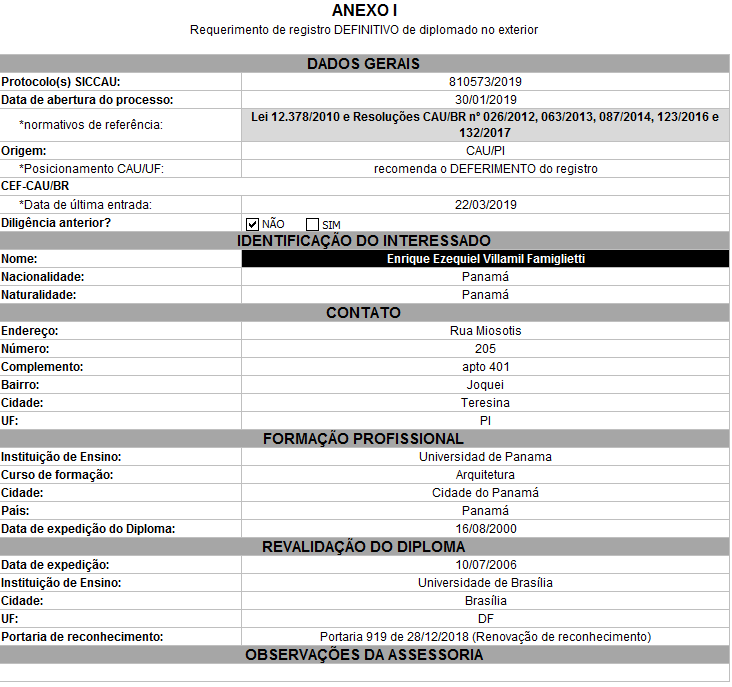 ANEXO I
Requerimento de registro DEFINITIVO de diplomado no exterior
DADOS GERAIS
Protocolo(s) SICCAU: 810573/2019
Data de abertura do processo: 30/01/2019
*normativos de referência: Lei 12.378/2010 e Resoluções CAU/BR nº 026/2012, 063/2013, 087/2014, 123/2016 e
132/2017
Origem: CAU/PI
*Posicionamento CAU/UF: recomenda o DEFERIMENTO do registro
CEF-CAU/BR
*Data de última entrada: 22/03/2019
Diligência anterior? NÃO SIM
IDENTIFICAÇÃO DO INTERESSADO
Nome: Enrique Ezequiel Villamil Famiglietti
Nacionalidade: Panamá
Naturalidade: Panamá
CONTATO
Endereço: Rua Miosotis
Número: 205
Complemento: apto 401
Bairro: Joquei
Cidade: Teresina
UF: PI
FORMAÇÃO PROFISSIONAL
Instituição de Ensino: Universidad de Panama
Curso de formação: Arquitetura
Cidade: Cidade do Panamá
País: Panamá
Data de expedição do Diploma: 16/08/2000
REVALIDAÇÃO DO DIPLOMA
Data de expedição: 10/07/2006
Instituição de Ensino: Universidade de Brasília
Cidade: Brasília
UF: DF
Portaria de reconhecimento: Portaria 919 de 28/12/2018 (Renovação de reconhecimento)
OBSERVAÇÕES DA ASSESSORIA